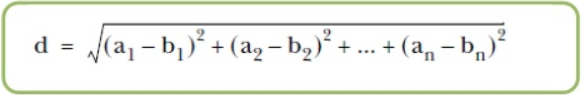 d = √(a₁ – b₁)² + (a₂ – b₂)² + ... + (aₙ – bₙ)²